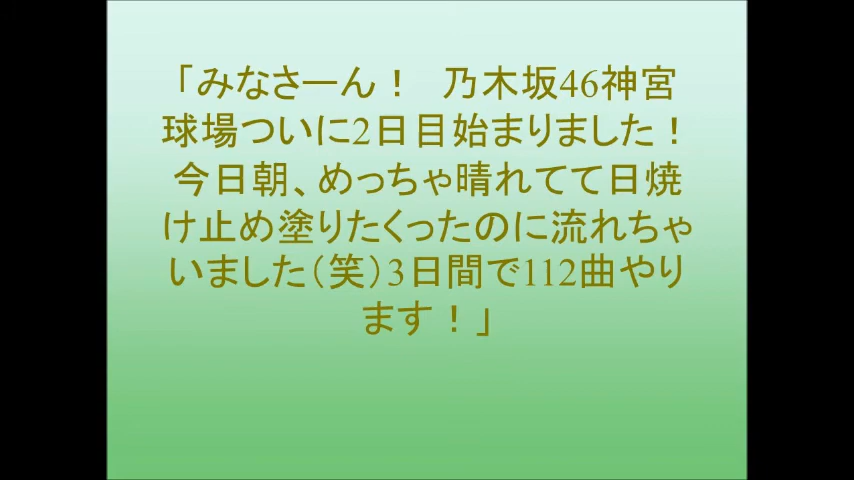 「みなさーん！　乃木坂46神宮
球場ついに2日目始まりました！
今日朝、めっちゃ晴れてて日焼
け止め塗りたくったのに流れちゃ
いました（笑）3日間で112曲やり
ます！」